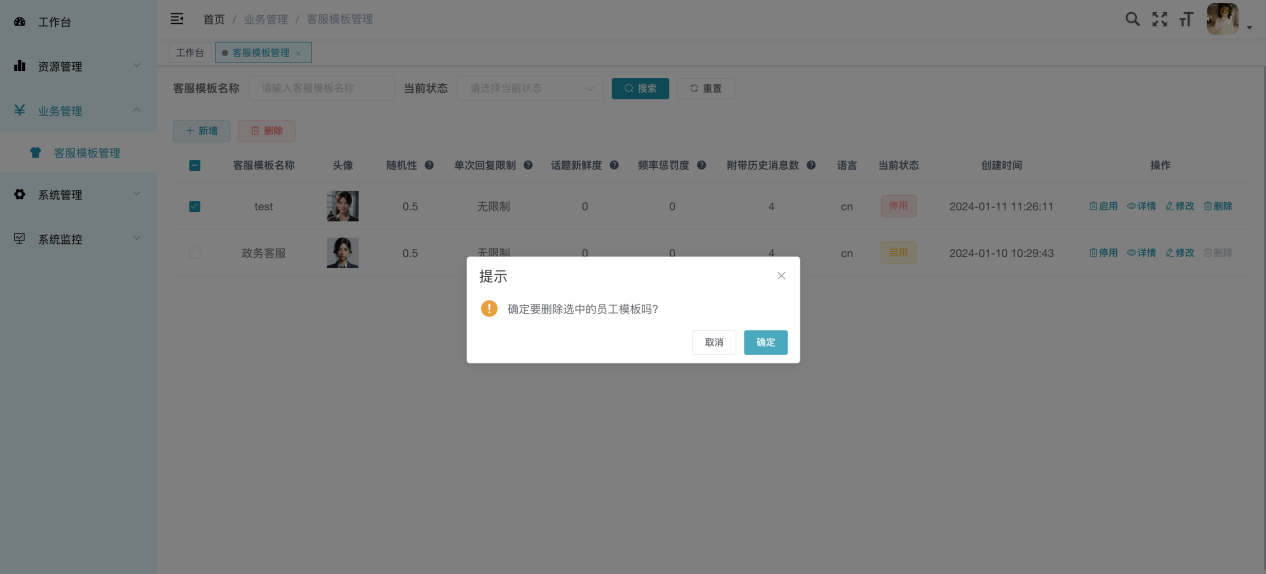 工作台
资源管理
业务管理
客服模板管理
系统管理
系统监控
首页 / 业务管理 / 客服模板管理
工作台 客服模板管理 ×
客服模板名称 请输入客服模板名称 当前状态 请选择当前状态 搜索 重置
+ 新增 删除
客服模板名称 头像 随机性 单次回复限制 话题新鲜度 频率惩罚度 附带历史消息数 语言 当前状态 创建时间 操作
test 0.5 无限制 0 0 4 cn 停用 2024-01-11 11:26:11 启用 详情 修改 删除
政务客服 0.5 无限制 0 0 4 cn 启用 2024-01-10 10:29:43 停用 详情 修改 删除
提示
确定要删除选中的员工模板吗?
取消 确定